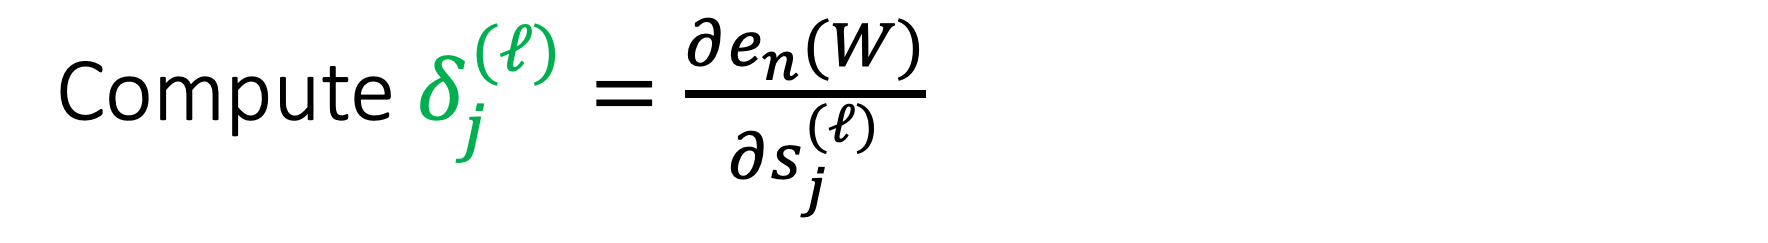 Compute δ_j^(ℓ) = ∂e_n(W) / ∂s_j^(ℓ)